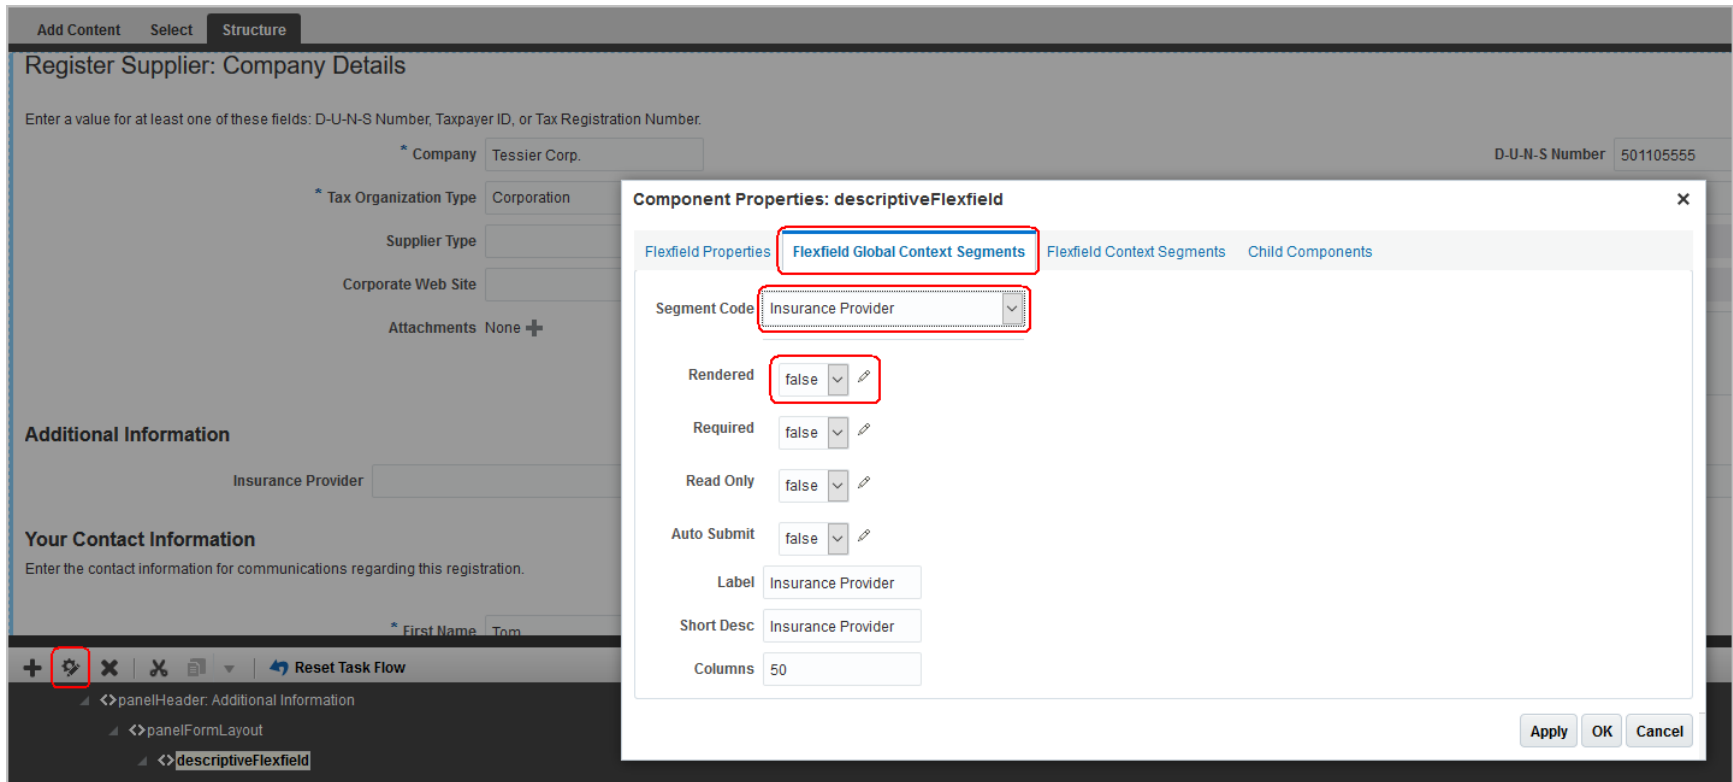 Add Content Select Structure
Register Supplier: Company Details
Enter a value for at least one of these fields: D-U-N-S Number, Taxpayer ID, or Tax Registration Number.
* Company Tessier Corp. D-U-N-S Number 501105555
* Tax Organization Type Corporation
Supplier Type
Corporate Web Site
Attachments None
Additional Information
Insurance Provider
Your Contact Information
Enter the contact information for communications regarding this registration.
* First Name Tom
Reset Task Flow
<>panelHeader: Additional Information
<>panelFormLayout
<>descriptiveFlexfield
Component Properties: descriptiveFlexfield
Flexfield Properties Flexfield Global Context Segments Flexfield Context Segments Child Components
Segment Code Insurance Provider
Rendered false
Required false
Read Only false
Auto Submit false
Label Insurance Provider
Short Desc Insurance Provider
Columns 50
Apply OK Cancel